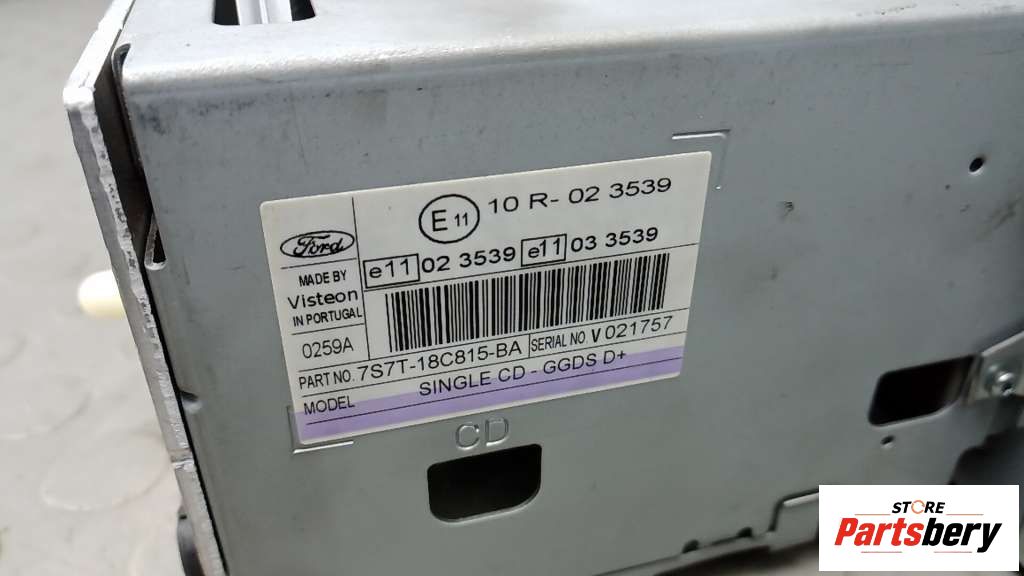 E 11 10 R- 02 3539
Ford
e11 02 3539 e11 03 3539
MADE BY
Visteon
IN PORTUGAL
0259A
PART NO. 7S7T-18C815-BA SERIAL NO. V 021757
MODEL SINGLE CD - GGDS D+
CD
STORE
Partsbery